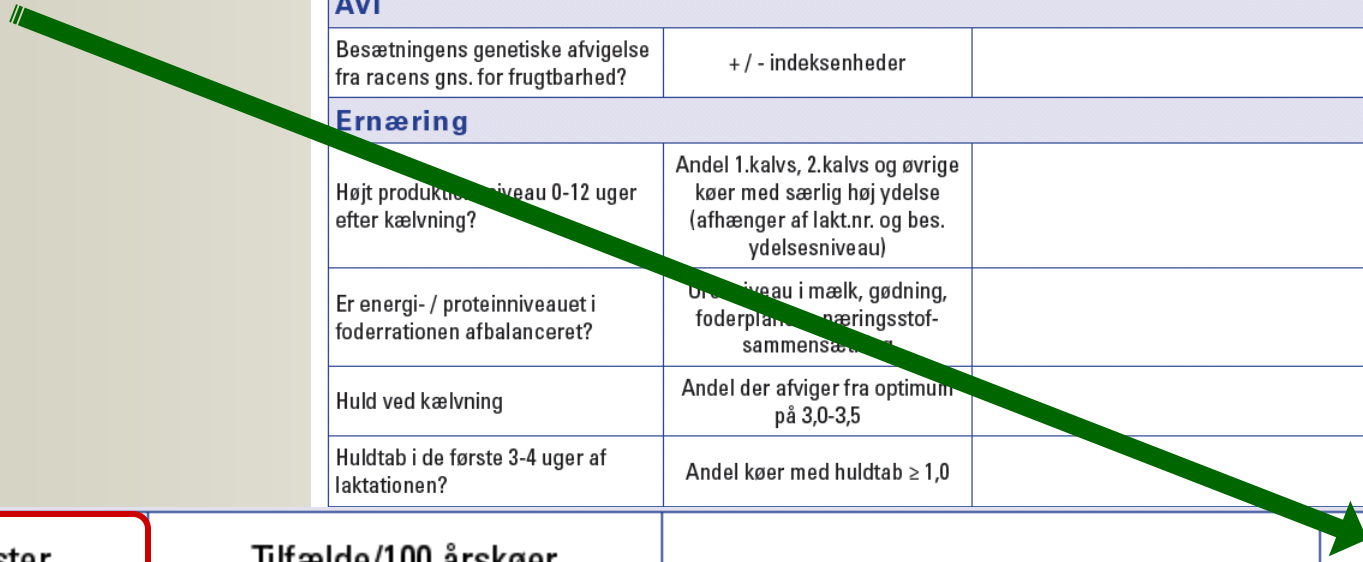 Avl
Besætningens genetiske afvigelse
fra racens gns. for frugtbarhed?
+ / - indeksenheder
Ernæring
Højt niveau 0-12 uger
efter kælvning?
Andel 1.kalvs, 2.kalvs og øvrige
køer med særlig høj ydelse
(afhænger af lakt.nr. og bes.
ydelsesniveau)
Er energi- / proteinniveauet i
foderrationen afbalanceret?
i mælk, gødning,
næringsstof-
Huld ved kælvning
Andel der afviger fra optimum
på 3,0-3,5
Huldtab i de første 3-4 uger af
laktationen?
Andel køer med huldtab ≥ 1,0
Tilfælde/100 årskøer